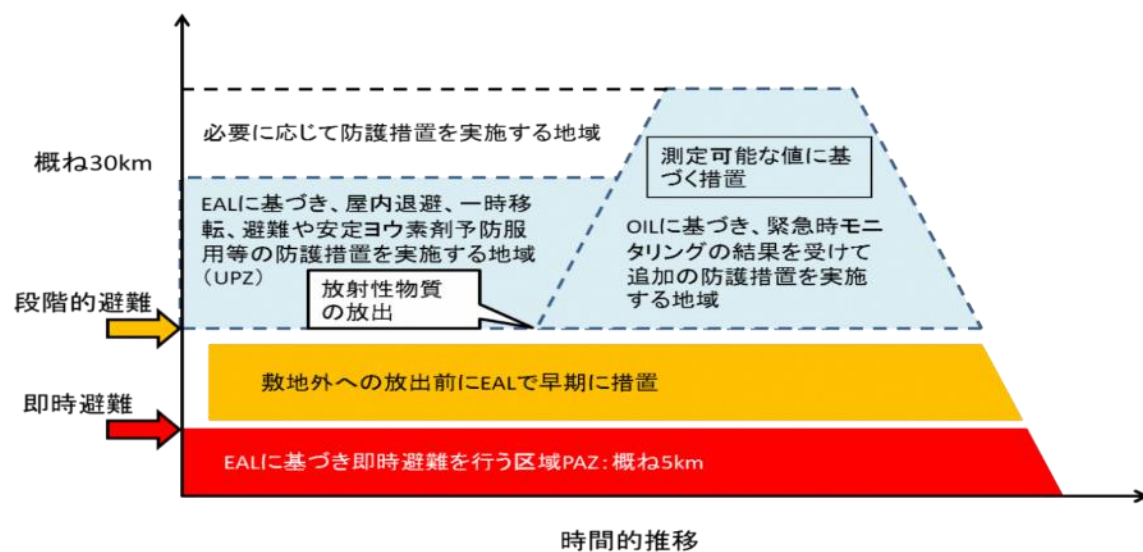 必要に応じて防護措置を実施する地域
概ね30km
測定可能な値に基
づく措置
EALに基づき、屋内退避、一時移
転、避難や安定ヨウ素剤予防服
用等の防護措置を実施する地域
（UPZ）
OILに基づき、緊急時モニ
タリングの結果を受けて
追加の防護措置を実施
する地域
放射性物質
の放出
段階的避難
敷地外への放出前にEALで早期に措置
即時避難
EALに基づき即時避難を行う区域PAZ：概ね5km
時間的推移